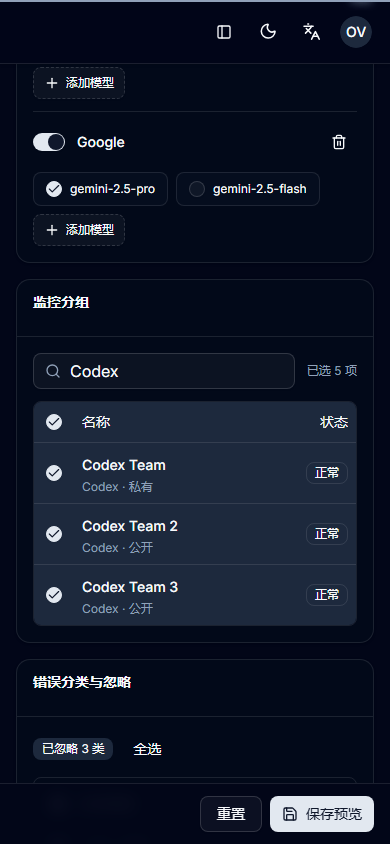 OV
添加模型
Google
gemini-2.5-pro
gemini-2.5-flash
添加模型
监控分组
Codex
已选 5 项
名称
状态
Codex Team
正常
Codex · 私有
Codex Team 2
正常
Codex · 公开
Codex Team 3
正常
Codex · 公开
错误分类与忽略
已忽略 3 类
全选
重置
保存预览